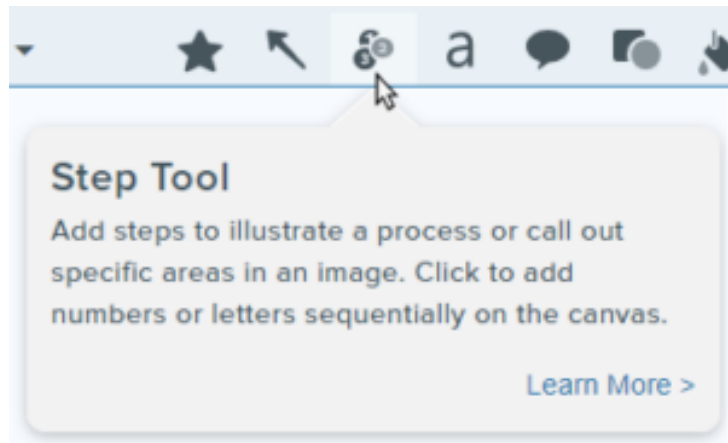 a
Step Tool
Add steps to illustrate a process or call out
specific areas in an image. Click to add
numbers or letters sequentially on the canvas.
Learn More >